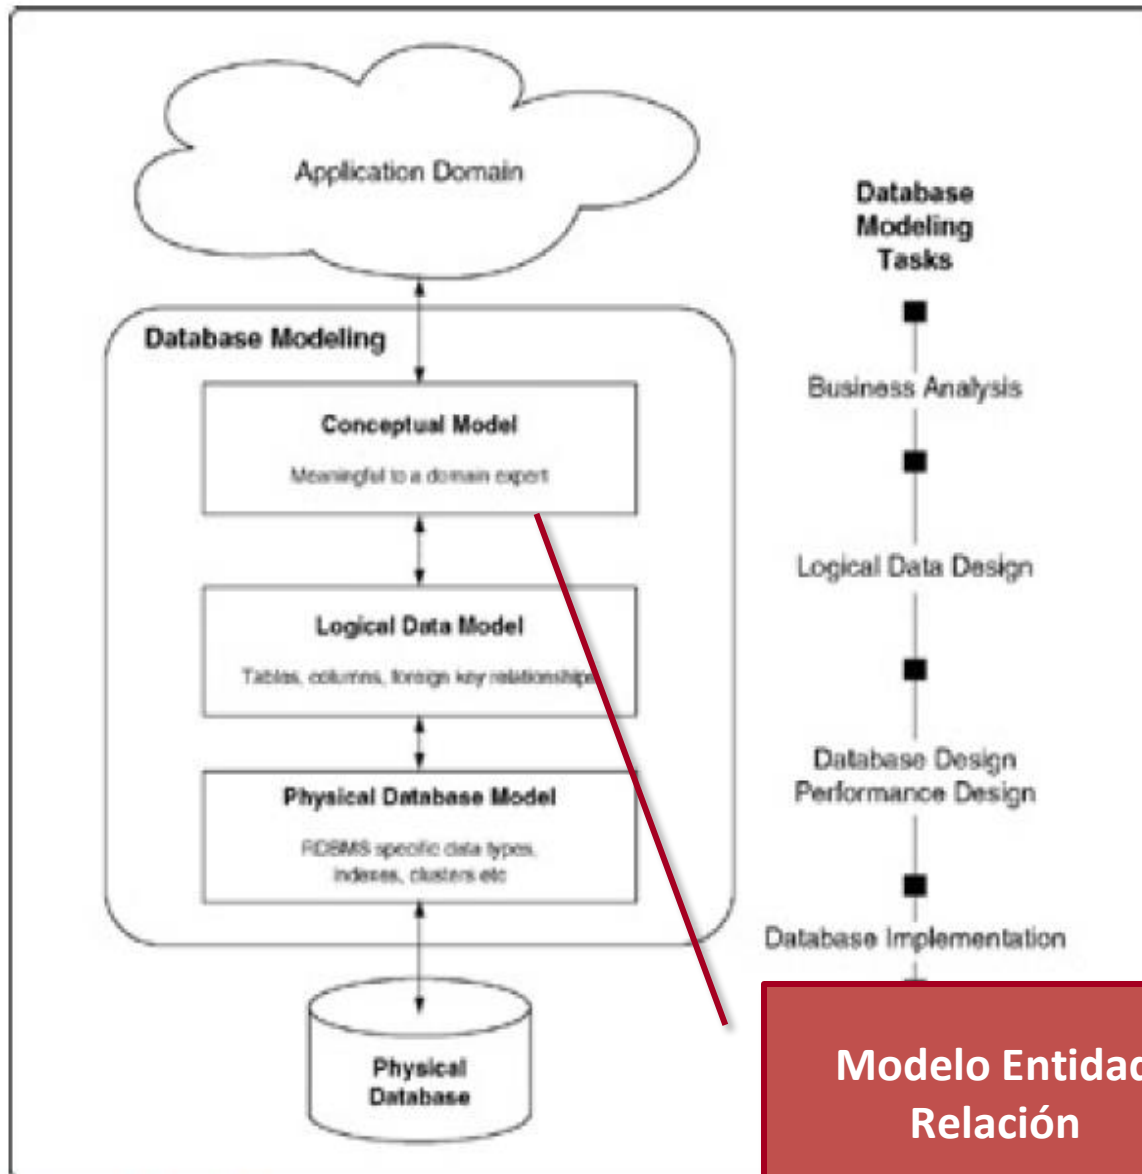 Application Domain
Database
Modeling
Tasks
Database Modeling
Business Analysis
Conceptual Model
Meaningful to a domain expert
Logical Data Design
Logical Data Model
Tables, columns, foreign key relationships
Database Design
Performance Design
Physical Database Model
RDBMS specific data types,
indexes, clusters etc
Database Implementation
Physical
Database
Modelo Entidad
Relación